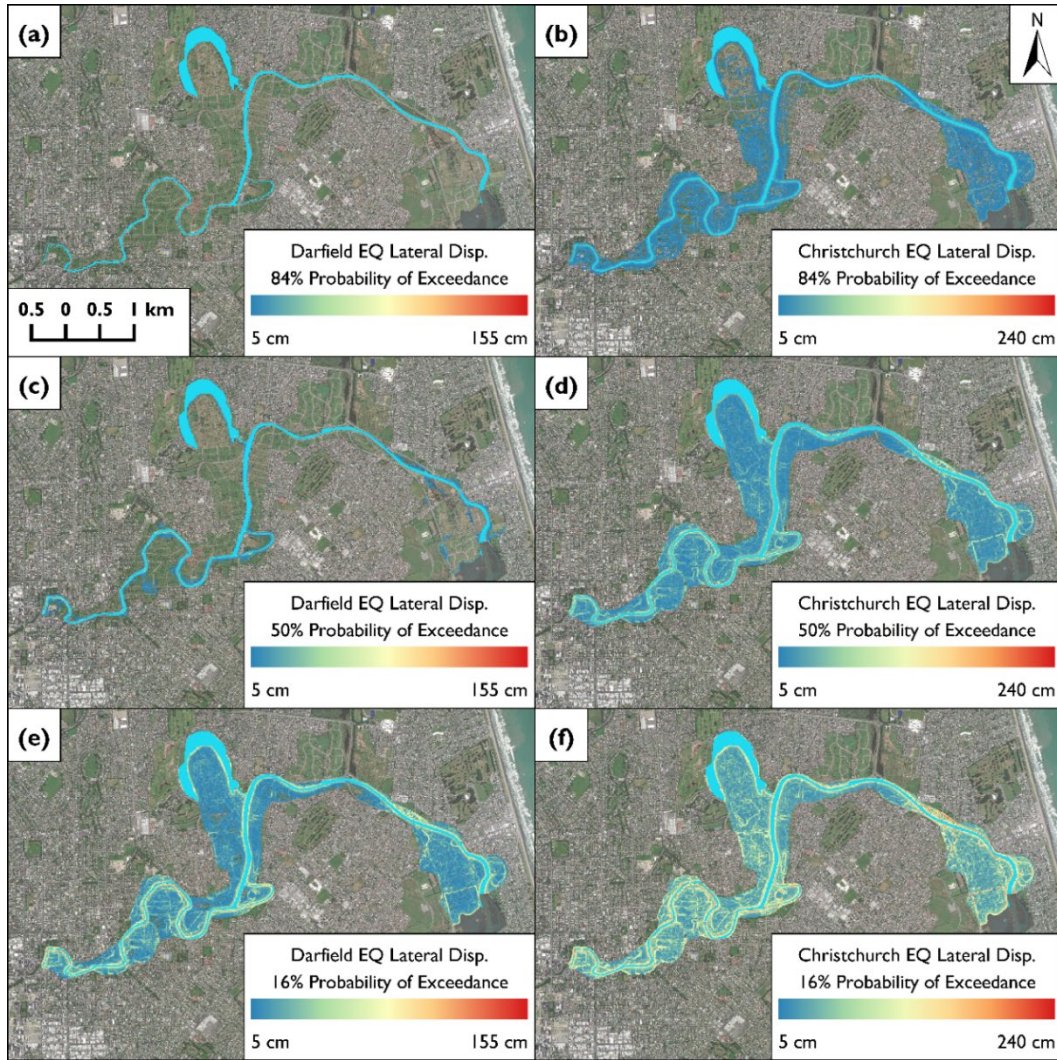 (a)
Darfield EQ Lateral Disp.
84% Probability of Exceedance
5 cm 155 cm
0.5 0 0.5 1 km
(b)
N
Christchurch EQ Lateral Disp.
84% Probability of Exceedance
5 cm 240 cm
(c)
Darfield EQ Lateral Disp.
50% Probability of Exceedance
5 cm 155 cm
(d)
Christchurch EQ Lateral Disp.
50% Probability of Exceedance
5 cm 240 cm
(e)
Darfield EQ Lateral Disp.
16% Probability of Exceedance
5 cm 155 cm
(f)
Christchurch EQ Lateral Disp.
16% Probability of Exceedance
5 cm 240 cm